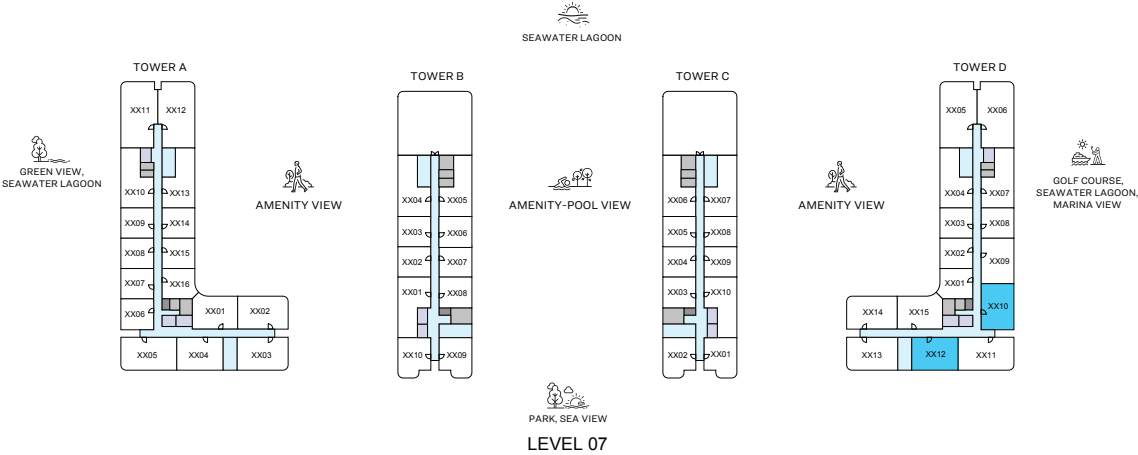 SEAWATER LAGOON
TOWER A
TOWER B
TOWER C
TOWER D
XX11 XX12
XX10 XX13
XX09 XX14
XX08 XX15
XX07 XX16
XX06 XX01 XX02
XX05 XX04 XX03
XX04 XX05
XX03 XX06
XX02 XX07
XX01 XX08
XX10 XX09
XX06 XX07
XX05 XX08
XX04 XX09
XX03 XX10
XX02 XX01
XX05 XX06
XX04 XX07
XX03 XX08
XX02 XX09
XX01 XX10
XX14 XX15
XX13 XX12 XX11
GREEN VIEW,
SEAWATER LAGOON
AMENITY VIEW
AMENITY-POOL VIEW
AMENITY VIEW
GOLF COURSE,
SEAWATER LAGOON,
MARINA VIEW
PARK, SEA VIEW
LEVEL 07